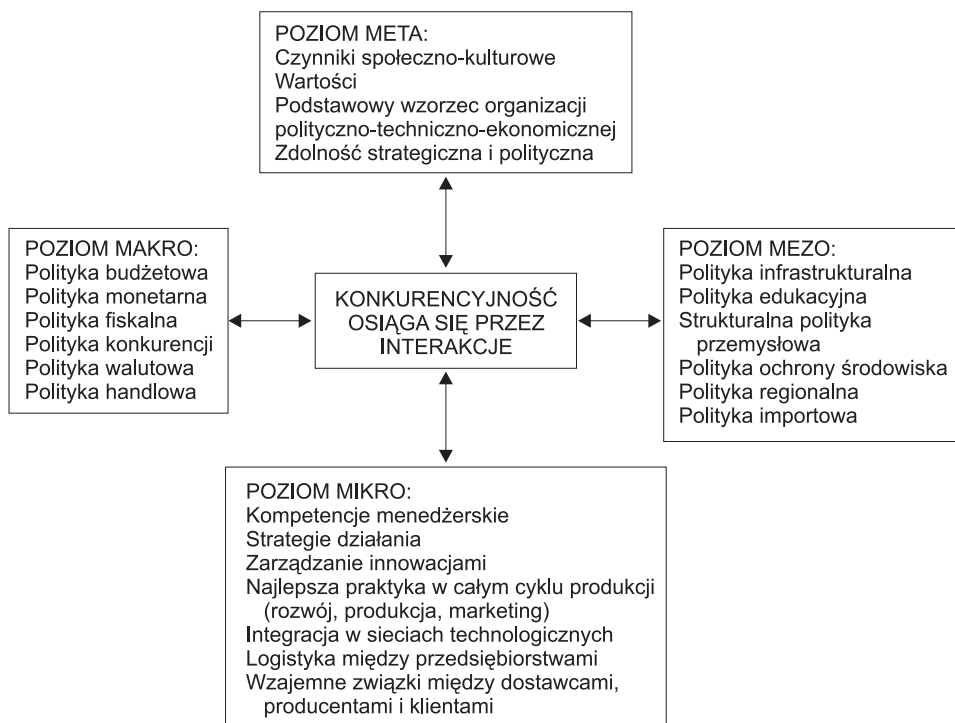 POZIOM META:
Czynniki społeczno-kulturowe
Wartości
Podstawowy wzorzec organizacji
polityczno-techniczno-ekonomicznej
Zdolność strategiczna i polityczna
POZIOM MAKRO:
Polityka budżetowa
Polityka monetarna
Polityka fiskalna
Polityka konkurencji
Polityka walutowa
Polityka handlowa
KONKURENCYJNOŚĆ
OSIĄGA SIĘ PRZEZ
INTERAKCJE
POZIOM MEZO:
Polityka infrastrukturalna
Polityka edukacyjna
Strukturalna polityka
przemysłowa
Polityka ochrony środowiska
Polityka regionalna
Polityka importowa
POZIOM MIKRO:
Kompetencje menedżerskie
Strategie działania
Zarządzanie innowacjami
Najlepsza praktyka w całym cyklu produkcji
(rozwój, produkcja, marketing)
Integracja w sieciach technologicznych
Logistyka między przedsiębiorstwami
Wzajemne związki między dostawcami,
producentami i klientami